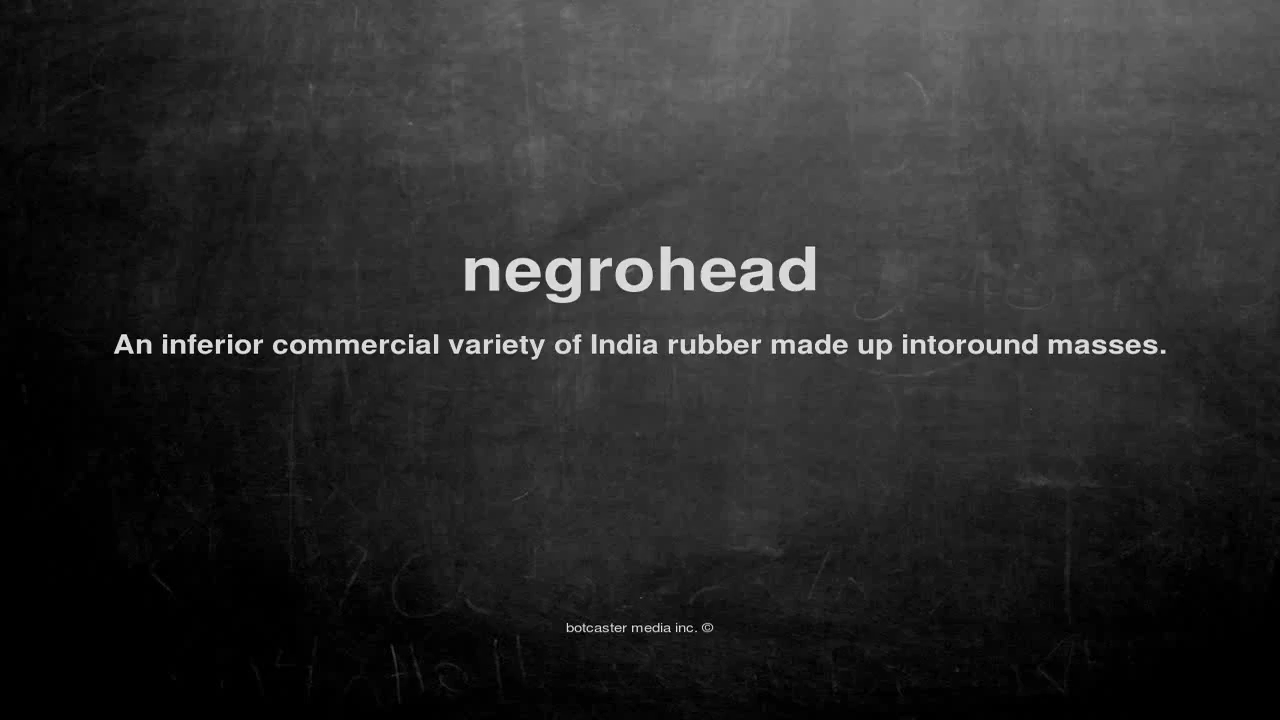 negrohead
An inferior commercial variety of India rubber made up intoround masses.
botcaster media inc. ©